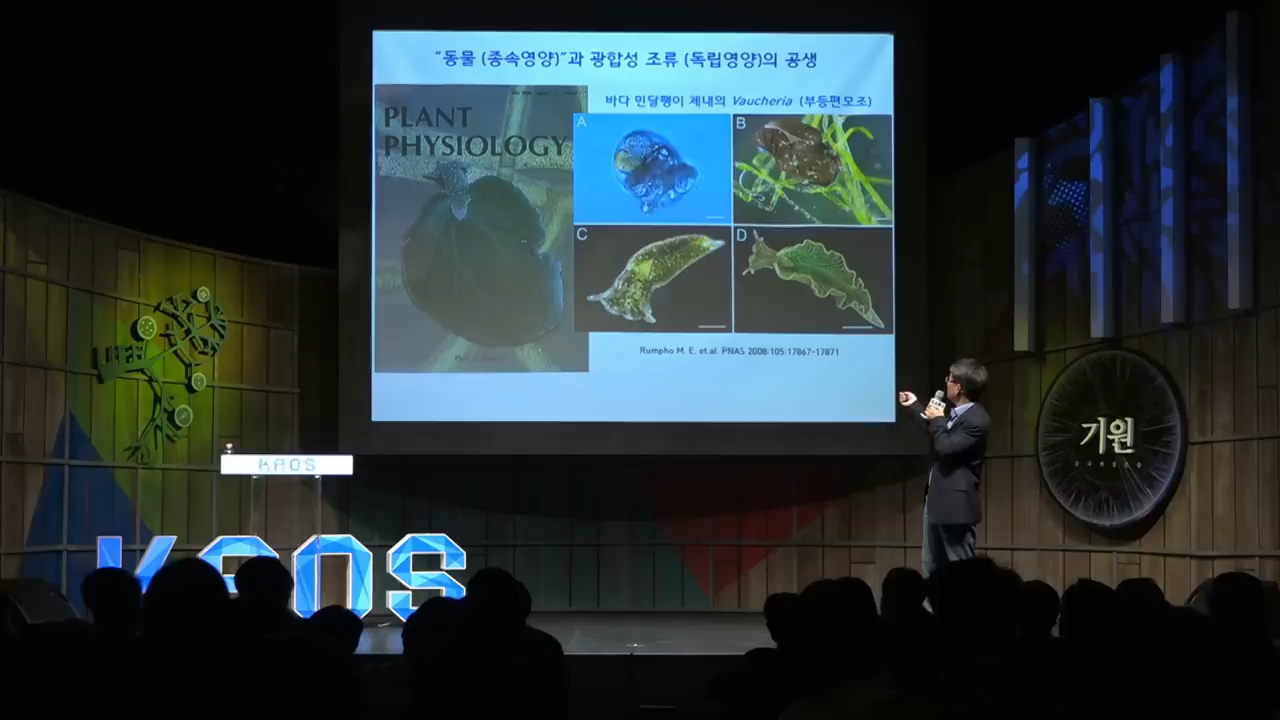 “동물 (종속영양)”과 광합성 조류 (독립영양)의 공생
PLANT
PHYSIOLOGY
바다 민달팽이 체내의 Vaucheria (부등편모조)
A
B
C
D
Rumpho M. E. et.al. PNAS 2008;105:17867-17871
KAOS
KAOS
기원